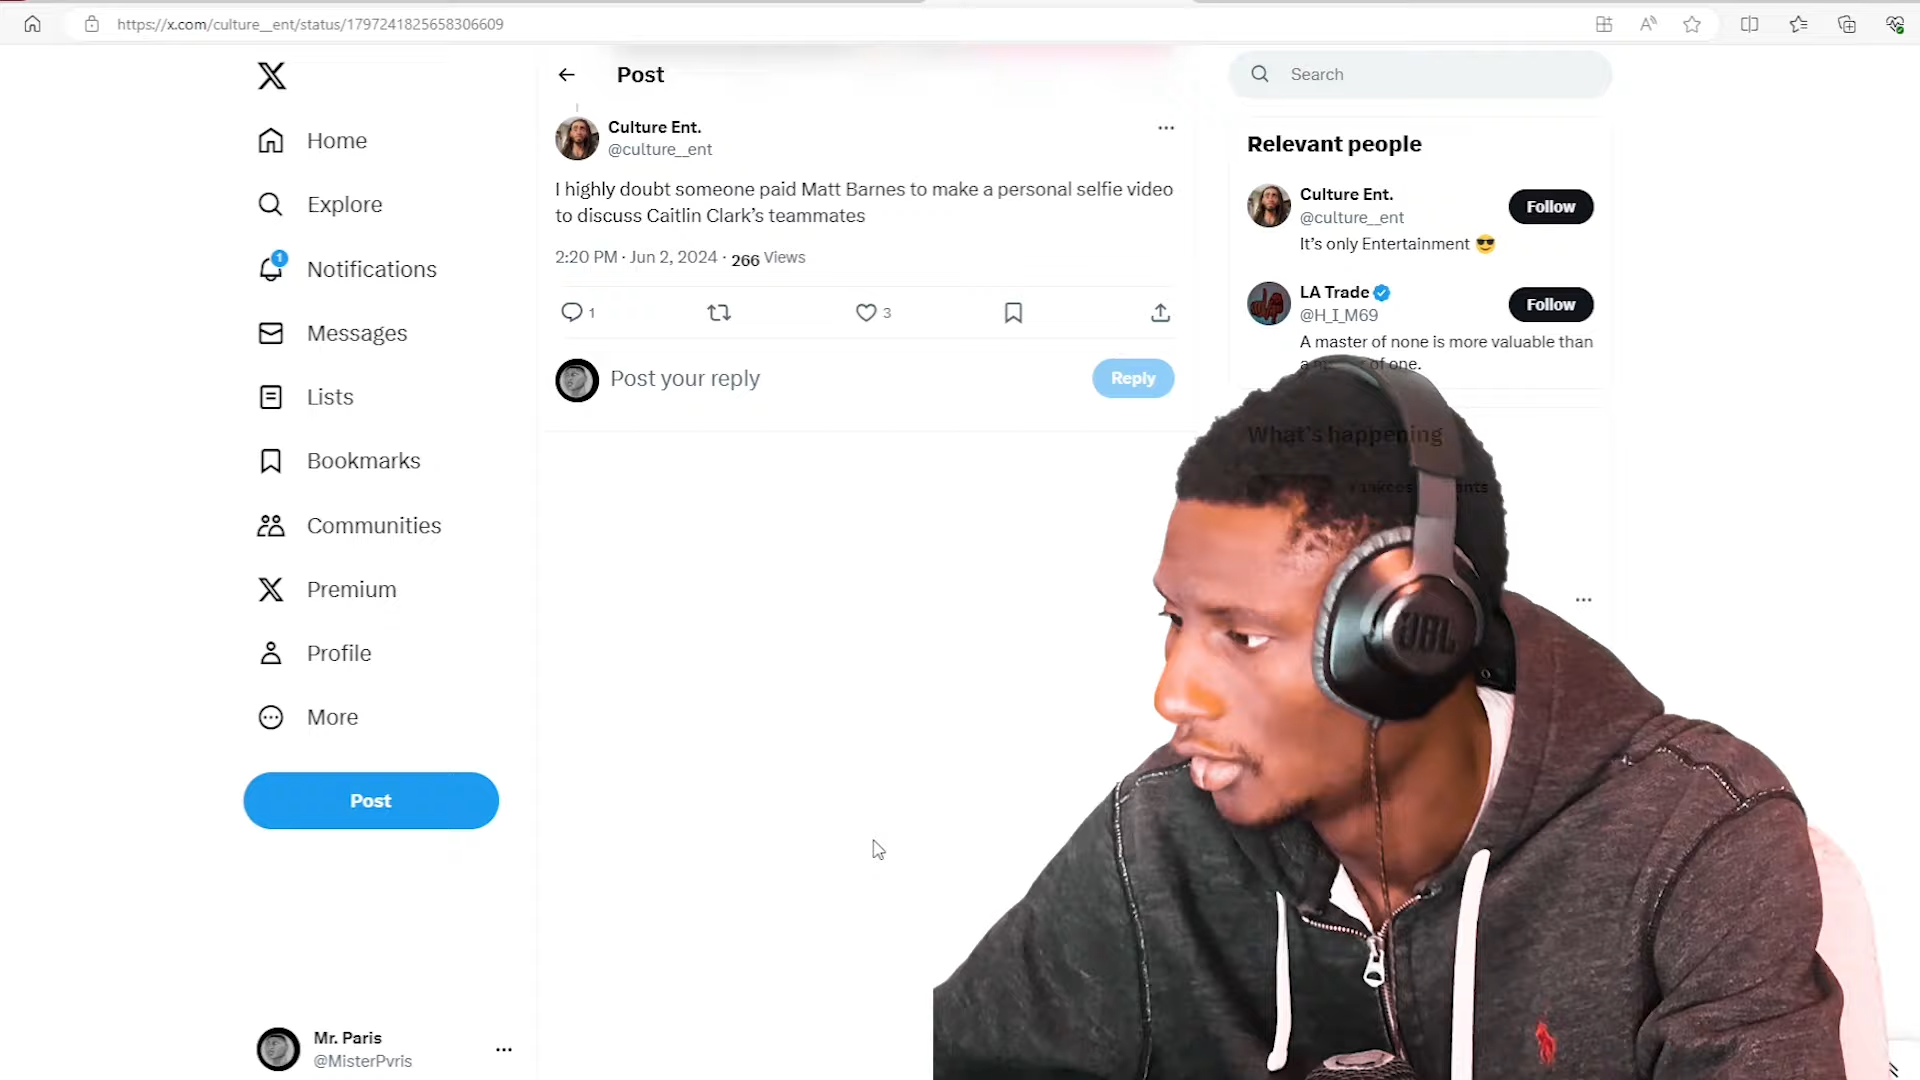 https://x.com/culture__ent/status/1797241825658306609
Post
Search
Home
Explore
1
Notifications
Messages
Lists
Bookmarks
Communities
Premium
Profile
More
Post
Mr. Paris
@MisterPvris
Culture Ent.
@culture__ent
I highly doubt someone paid Matt Barnes to make a personal selfie video
to discuss Caitlin Clark's teammates
2:20 PM · Jun 2, 2024 · 266 Views
1
3
Post your reply
Reply
Relevant people
Culture Ent.
@culture__ent
Follow
It's only Entertainment 😎
LA Trade
@H_I_M69
Follow
A master of none is more valuable than
a of one.
What's happening
JBL